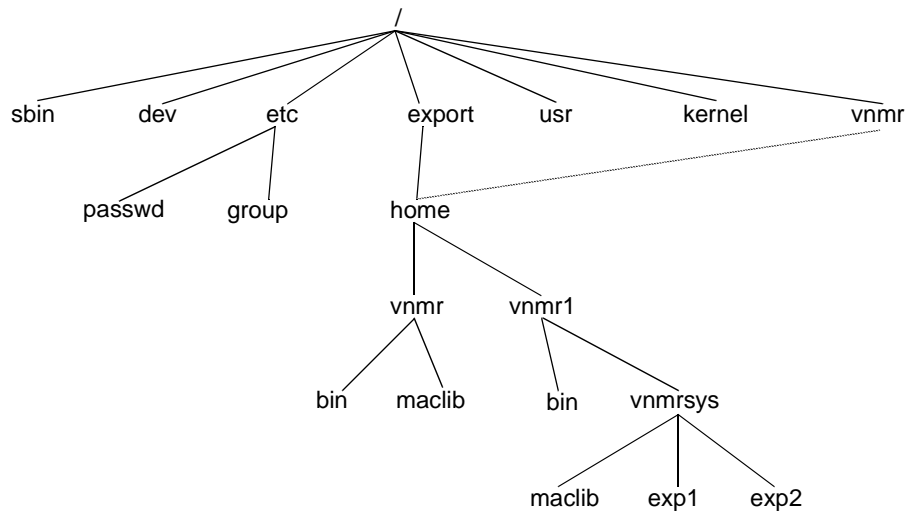 /
sbin dev etc export usr kernel vnmr
passwd group home
vnmr vnmr1
bin maclib bin vnmrsys
maclib exp1 exp2